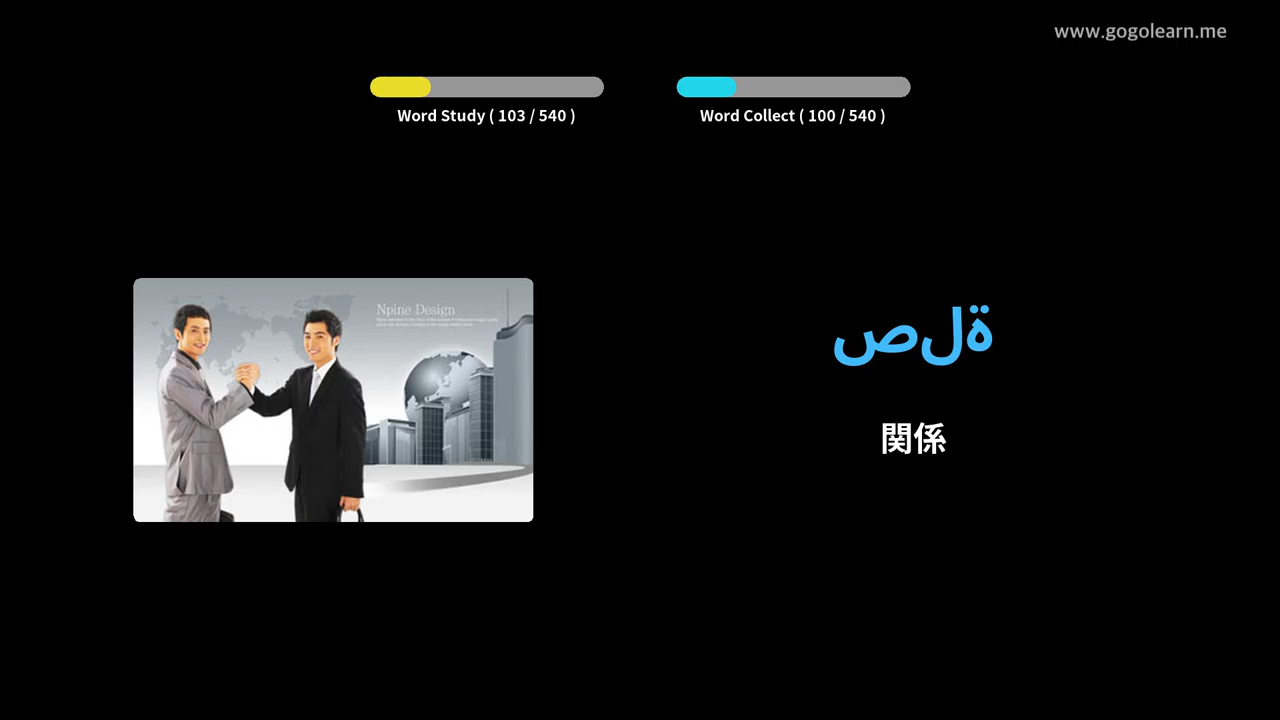 www.gogolearn.me
Word Study ( 103 / 540 )
Word Collect ( 100 / 540 )
Npine Design
صلة
関係